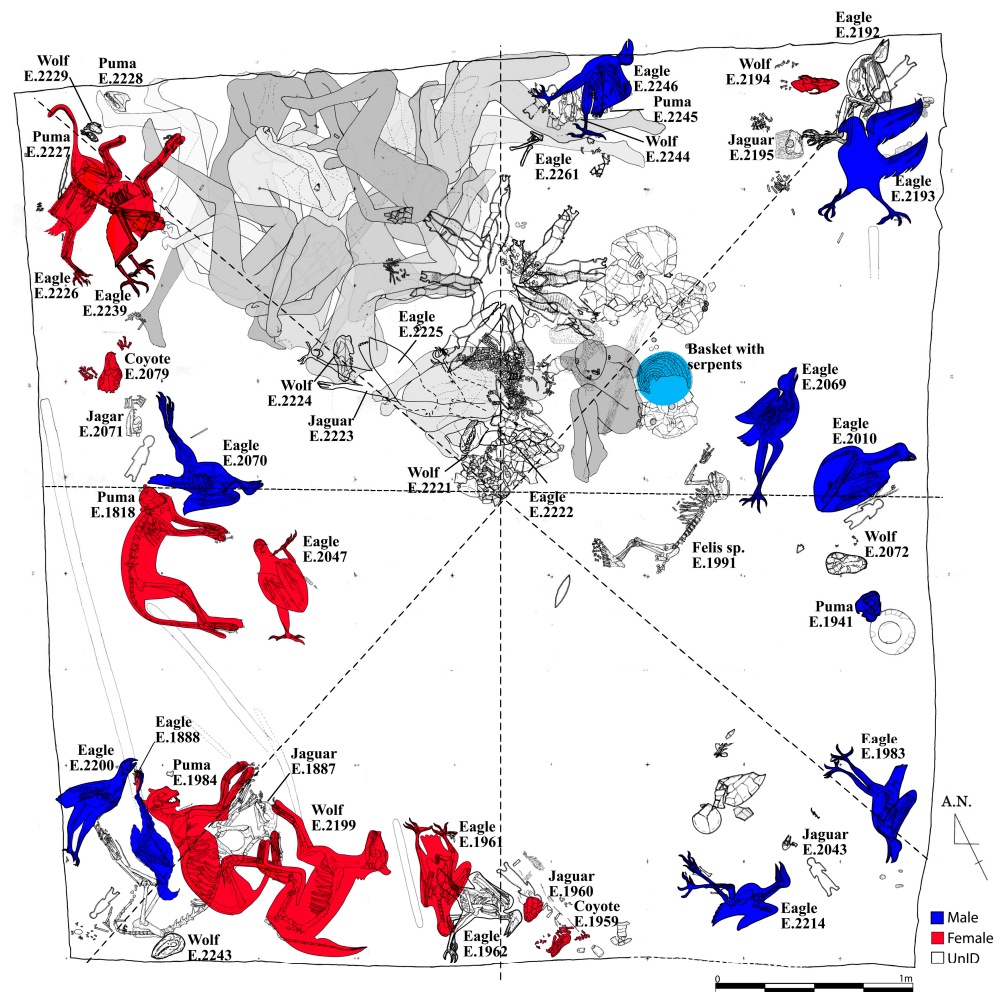 Eagle
E.2192
Wolf
E.2229
Puma
E.2228
Eagle
E.2246
Wolf
E.2194
Puma
E.2245
Puma
E.2227
Wolf
E.2244
Jaguar
E.2195
Eagle
E.2261
Eagle
E.2193
Eagle
E.2226
Eagle
E.2239
Eagle
E.2225
Basket with
serpents
Coyote
E.2079
Wolf
E.2224
Eagle
E.2069
Jagar
E.2071
Jaguar
E.2223
Eagle
E.2070
Eagle
E.2010
Wolf
E.2221
Puma
E.1818
Eagle
E.2222
Eagle
E.2047
Felis sp.
E.1991
Wolf
E.2072
Puma
E.1941
Eagle
E.1888
Eagle
E.2200
Puma
E.1984
Jaguar
E.1887
Eagle
E.1983
Wolf
E.2199
A.N.
Eagle
E.1961
Jaguar
E.2043
Jaguar
E.1960
Coyote
E.1959
Eagle
E.2214
Wolf
E.2243
Eagle
E.1962
Male
Female
UnID
0 1m